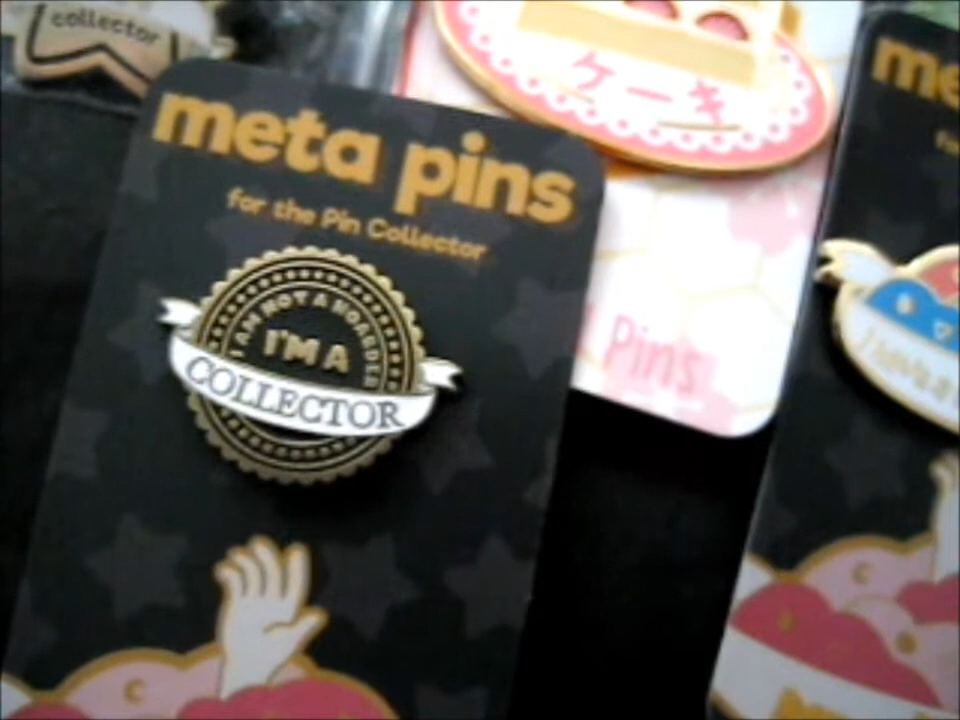 collector
meta pins
for the Pin Collector
I AM NOT A HOARDER
I'M A
COLLECTOR
ケーキ
Pins
me